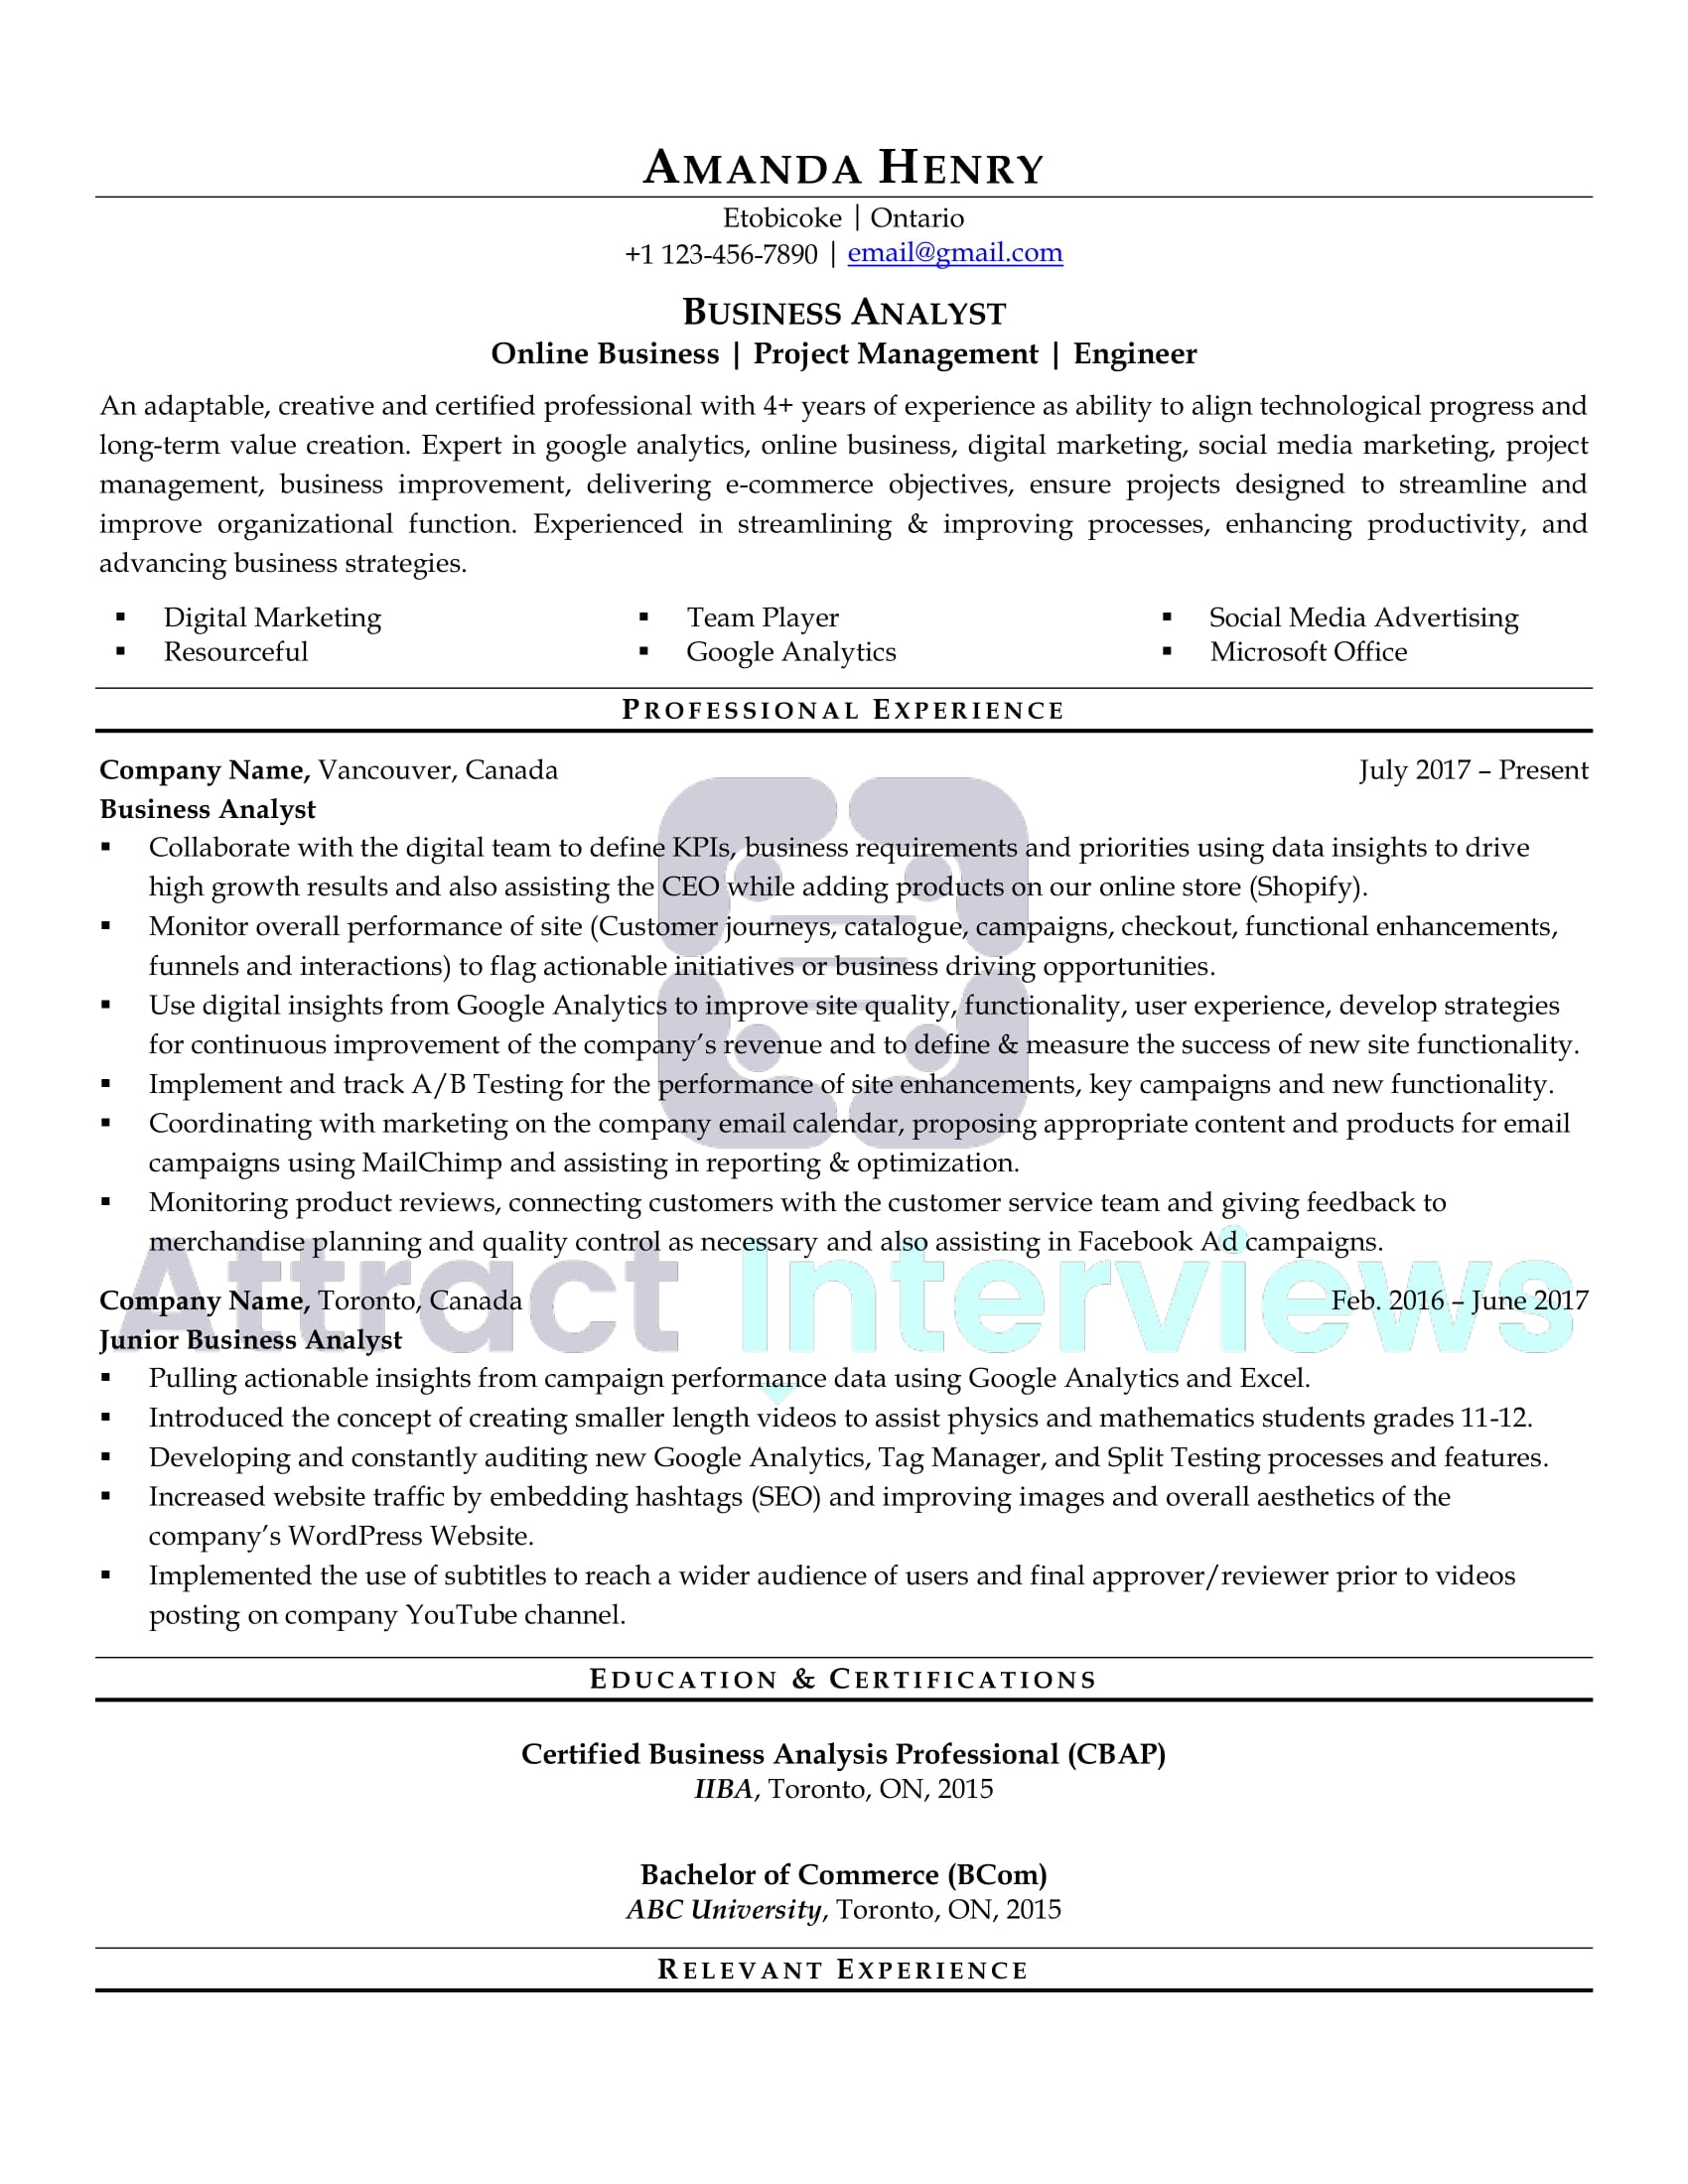 AMANDA HENRY
Etobicoke | Ontario
+1 123-456-7890 | email@gmail.com
BUSINESS ANALYST
Online Business | Project Management | Engineer
An adaptable, creative and certified professional with 4+ years of experience as ability to align technological progress and
long-term value creation. Expert in google analytics, online business, digital marketing, social media marketing, project
management, business improvement, delivering e-commerce objectives, ensure projects designed to streamline and
improve organizational function. Experienced in streamlining & improving processes, enhancing productivity, and
advancing business strategies.
▪ Digital Marketing ▪ Team Player ▪ Social Media Advertising
▪ Resourceful ▪ Google Analytics ▪ Microsoft Office
PROFESSIONAL EXPERIENCE
Company Name, Vancouver, Canada July 2017 – Present
Business Analyst
▪ Collaborate with the digital team to define KPIs, business requirements and priorities using data insights to drive
high growth results and also assisting the CEO while adding products on our online store (Shopify).
▪ Monitor overall performance of site (Customer journeys, catalogue, campaigns, checkout, functional enhancements,
funnels and interactions) to flag actionable initiatives or business driving opportunities.
▪ Use digital insights from Google Analytics to improve site quality, functionality, user experience, develop strategies
for continuous improvement of the company’s revenue and to define & measure the success of new site functionality.
▪ Implement and track A/B Testing for the performance of site enhancements, key campaigns and new functionality.
▪ Coordinating with marketing on the company email calendar, proposing appropriate content and products for email
campaigns using MailChimp and assisting in reporting & optimization.
▪ Monitoring product reviews, connecting customers with the customer service team and giving feedback to
merchandise planning and quality control as necessary and also assisting in Facebook Ad campaigns.
Attract Interviews
Company Name, Toronto, Canada Feb. 2016 – June 2017
Junior Business Analyst
▪ Pulling actionable insights from campaign performance data using Google Analytics and Excel.
▪ Introduced the concept of creating smaller length videos to assist physics and mathematics students grades 11-12.
▪ Developing and constantly auditing new Google Analytics, Tag Manager, and Split Testing processes and features.
▪ Increased website traffic by embedding hashtags (SEO) and improving images and overall aesthetics of the
company’s WordPress Website.
▪ Implemented the use of subtitles to reach a wider audience of users and final approver/reviewer prior to videos
posting on company YouTube channel.
EDUCATION & CERTIFICATIONS
Certified Business Analysis Professional (CBAP)
IIBA, Toronto, ON, 2015
Bachelor of Commerce (BCom)
ABC University, Toronto, ON, 2015
RELEVANT EXPERIENCE